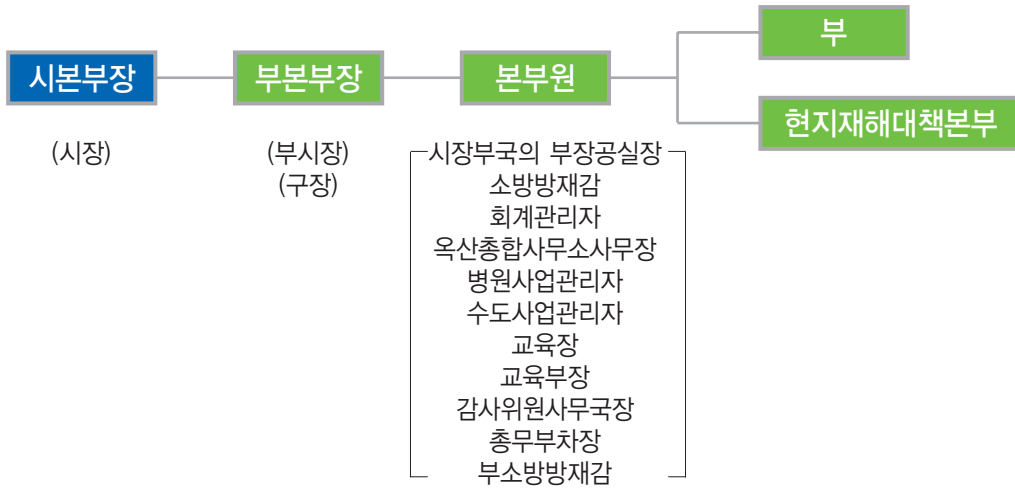 부
시본부장
부본부장
본부원
현지재해대책본부
(시장)
(부시장)
(구장)
시장부국의 부장공실장
소방방재감
회계관리자
옥산총합사무소사무장
병원사업관리자
수도사업관리자
교육장
교육부장
감사위원사무국장
총무부차장
부소방방재감